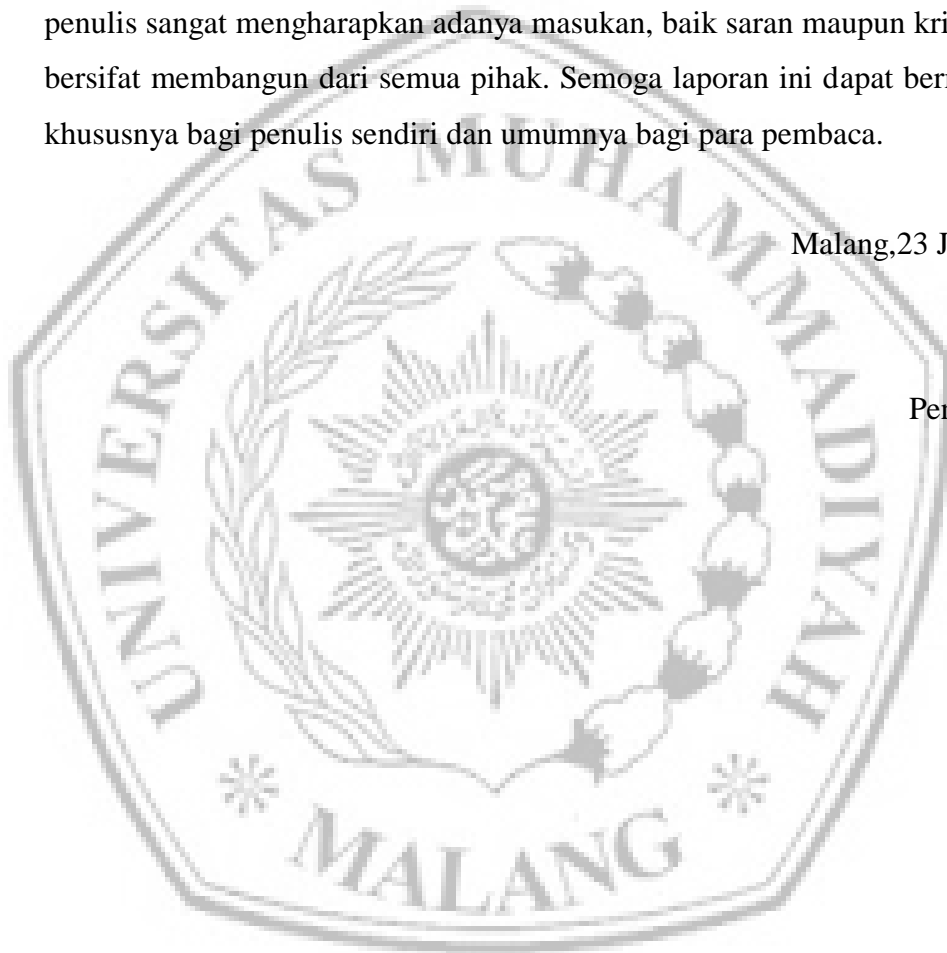 penulis sangat mengharapkan adanya masukan, baik saran maupun kri
bersifat membangun dari semua pihak. Semoga laporan ini dapat ber
khususnya bagi penulis sendiri dan umumnya bagi para pembaca.
Malang,23 J
Pen
UNIVERSITAS MUHAMMADIYAH
MALANG